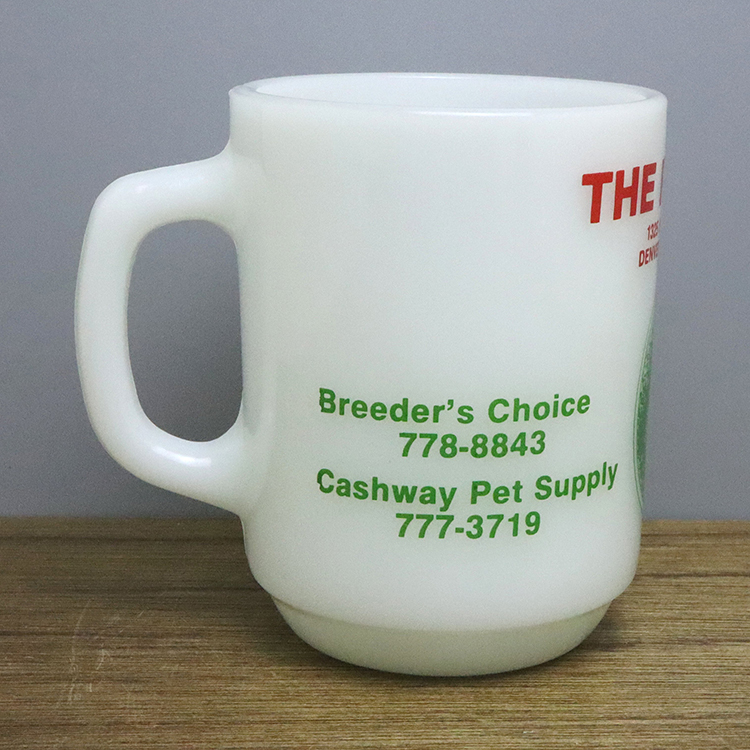 THE
Breeder's Choice
778-8843
Cashway Pet Supply
777-3719